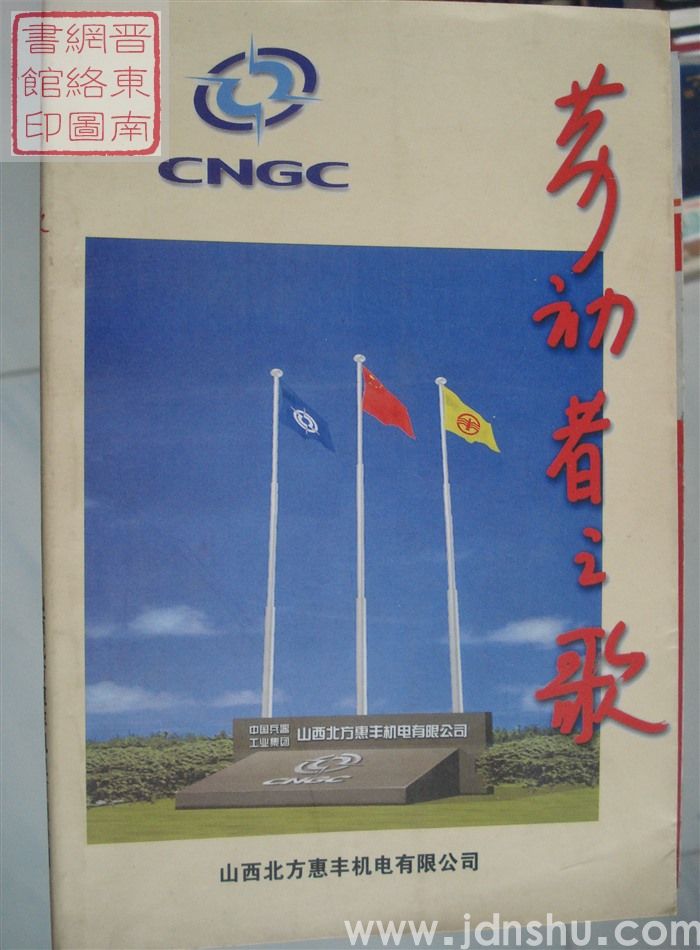 晋東南
網絡圖
書館印
CNGC
劳动者之歌
中国兵器
工业集团
山西北方惠丰机电有限公司
CNGC
山西北方惠丰机电有限公司
www.jdnshu.com